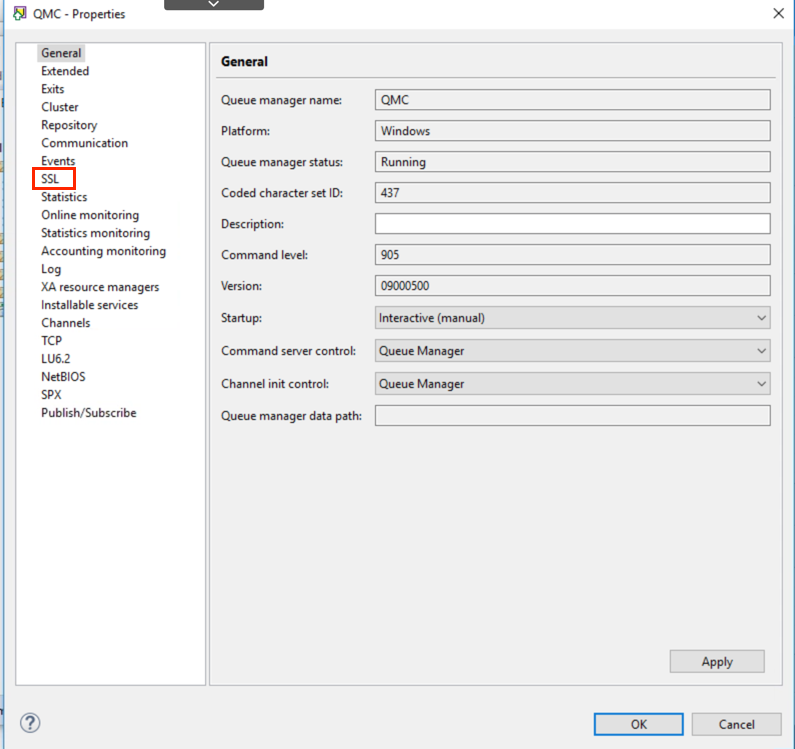 QMC - Properties
General
Extended
Exits
Cluster
Repository
Communication
Events
SSL
Statistics
Online monitoring
Statistics monitoring
Accounting monitoring
Log
XA resource managers
Installable services
Channels
TCP
LU6.2
NetBIOS
SPX
Publish/Subscribe
General
Queue manager name: QMC
Platform: Windows
Queue manager status: Running
Coded character set ID: 437
Description:
Command level: 905
Version: 09000500
Startup: Interactive (manual)
Command server control: Queue Manager
Channel init control: Queue Manager
Queue manager data path:
Apply
?
OK Cancel